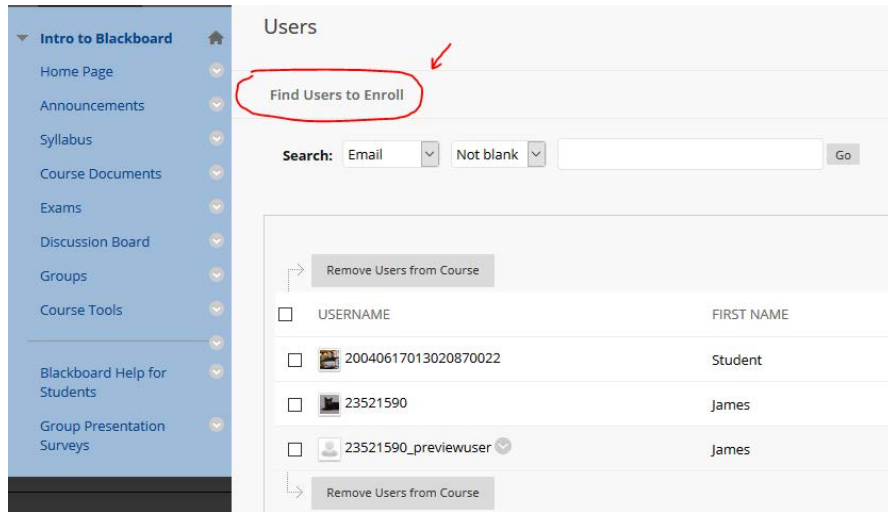 Intro to Blackboard
Home Page
Announcements
Syllabus
Course Documents
Exams
Discussion Board
Groups
Course Tools
Blackboard Help for
Students
Group Presentation
Surveys
Users
Find Users to Enroll
Search: Email Not blank Go
Remove Users from Course
USERNAME FIRST NAME
20040617013020870022 Student
23521590 James
23521590_previewuser James
Remove Users from Course